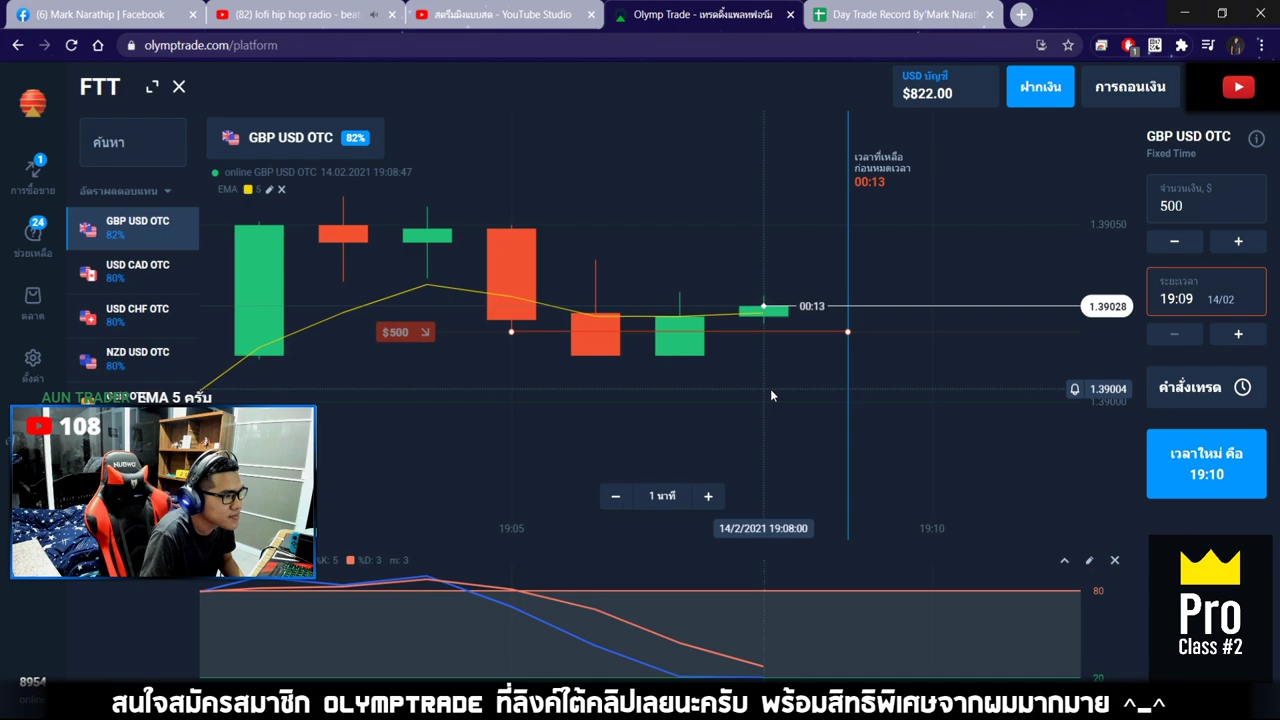 (6) Mark Narathip | Facebook
(82) lofi hip hop radio - beat
สตรีมมิงแบบสด - YouTube Studio
Olymp Trade - เทรดดิ้งแพลทฟอร์ม
Day Trade Record By'Mark Narat
olymptrade.com/platform
FTT
USD บัญชี
$822.00
ฝากเงิน
การถอนเงิน
ค้นหา
GBP USD OTC 82%
GBP USD OTC
Fixed Time
เวลาที่เหลือ
ก่อนหมดเวลา
00:13
1
การซื้อขาย
อัตราผลตอบแทน
online GBP USD OTC 14.02.2021 19:08:47
EMA 5
จำนวนเงิน, $
500
GBP USD OTC
82%
24
ช่วยเหลือ
1.39050
USD CAD OTC
80%
ตลาด
USD CHF OTC
80%
00:13
1.39028
ระยะเวลา
19:09 14/02
$500
NZD USD OTC
80%
ตั้งค่า
1.39004
1.39000
คำสั่งเทรด
AUN TRADER EMA 5 ครับ
108
NUBWO
เวลาใหม่ คือ
19:10
1 นาที
19:05
14/2/2021 19:08:00
19:10
%K: 5 %D: 3 m: 3
80
20
Pro
Class #2
8954
online
สนใจสมัครสมาชิก OLYMPTRADE ที่ลิงค์ใต้คลิปเลยนะครับ พร้อมสิทธิพิเศษจากผมมากมาย ^_^